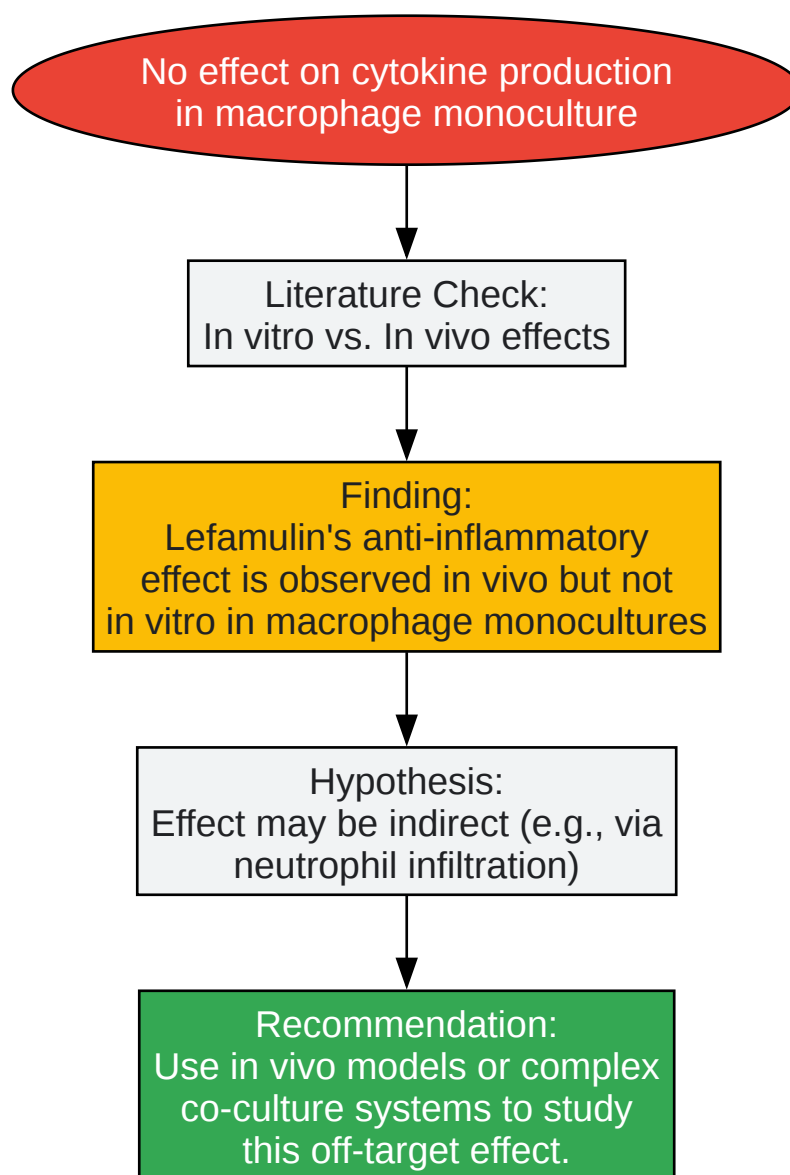 No effect on cytokine production
in macrophage monoculture
Literature Check:
In vitro vs. In vivo effects
Finding:
Lefamulin's anti-inflammatory
effect is observed in vivo but not
in vitro in macrophage monocultures
Hypothesis:
Effect may be indirect (e.g., via
neutrophil infiltration)
Recommendation:
Use in vivo models or complex
co-culture systems to study
this off-target effect.